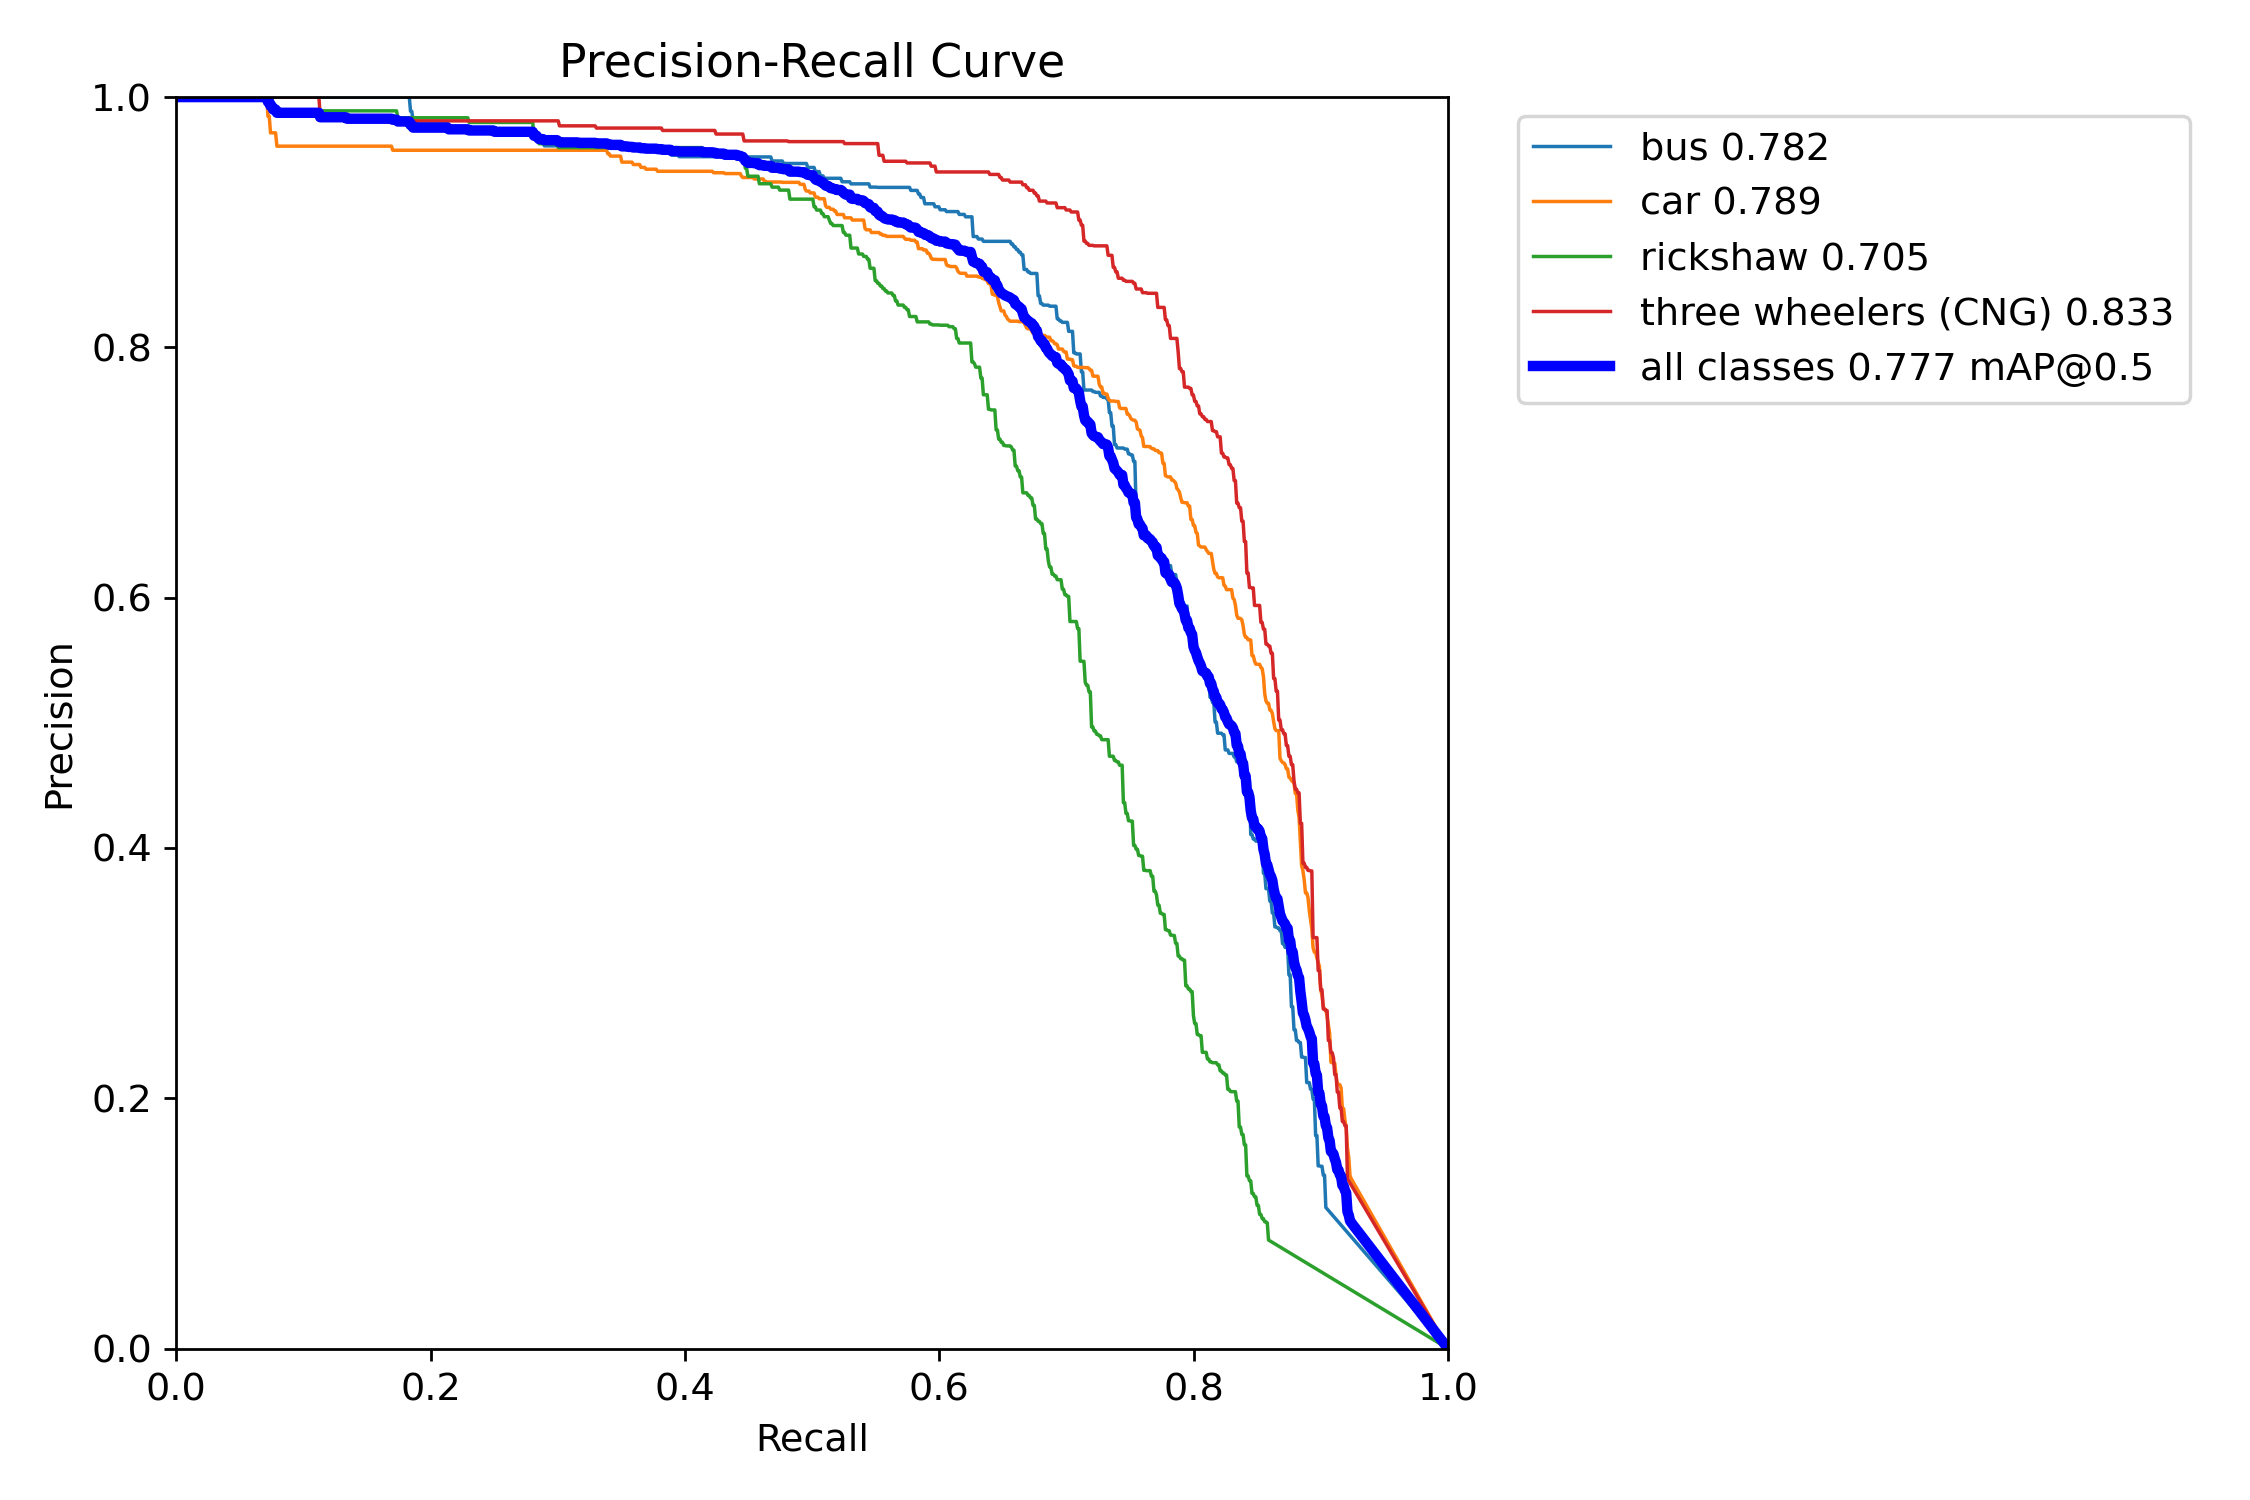 Precision-Recall Curve
1.0
0.8
0.6
0.4
0.2
0.0
Precision
0.0 0.2 0.4 0.6 0.8 1.0
Recall
bus 0.782
car 0.789
rickshaw 0.705
three wheelers (CNG) 0.833
all classes 0.777 mAP@0.5